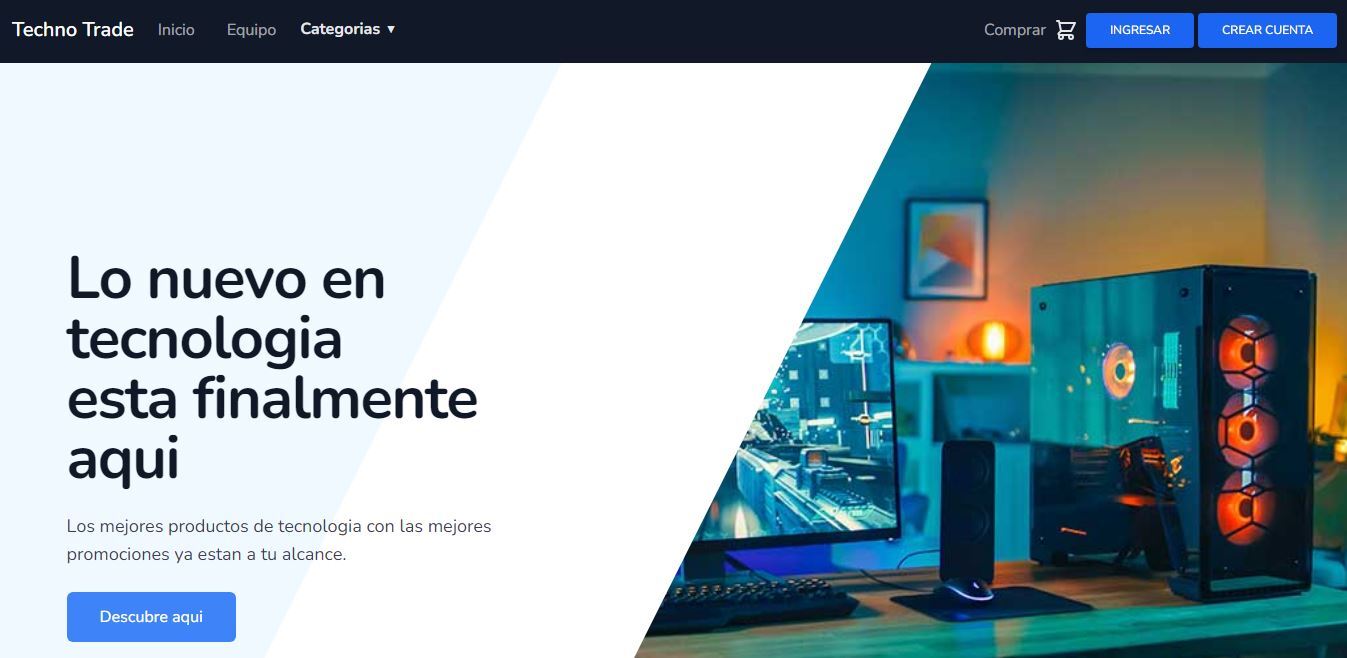 Techno Trade Inicio Equipo Categorias ▼ Comprar INGRESAR CREAR CUENTA
Lo nuevo en
tecnologia
esta finalmente
aqui
Los mejores productos de tecnologia con las mejores
promociones ya estan a tu alcance.
Descubre aqui